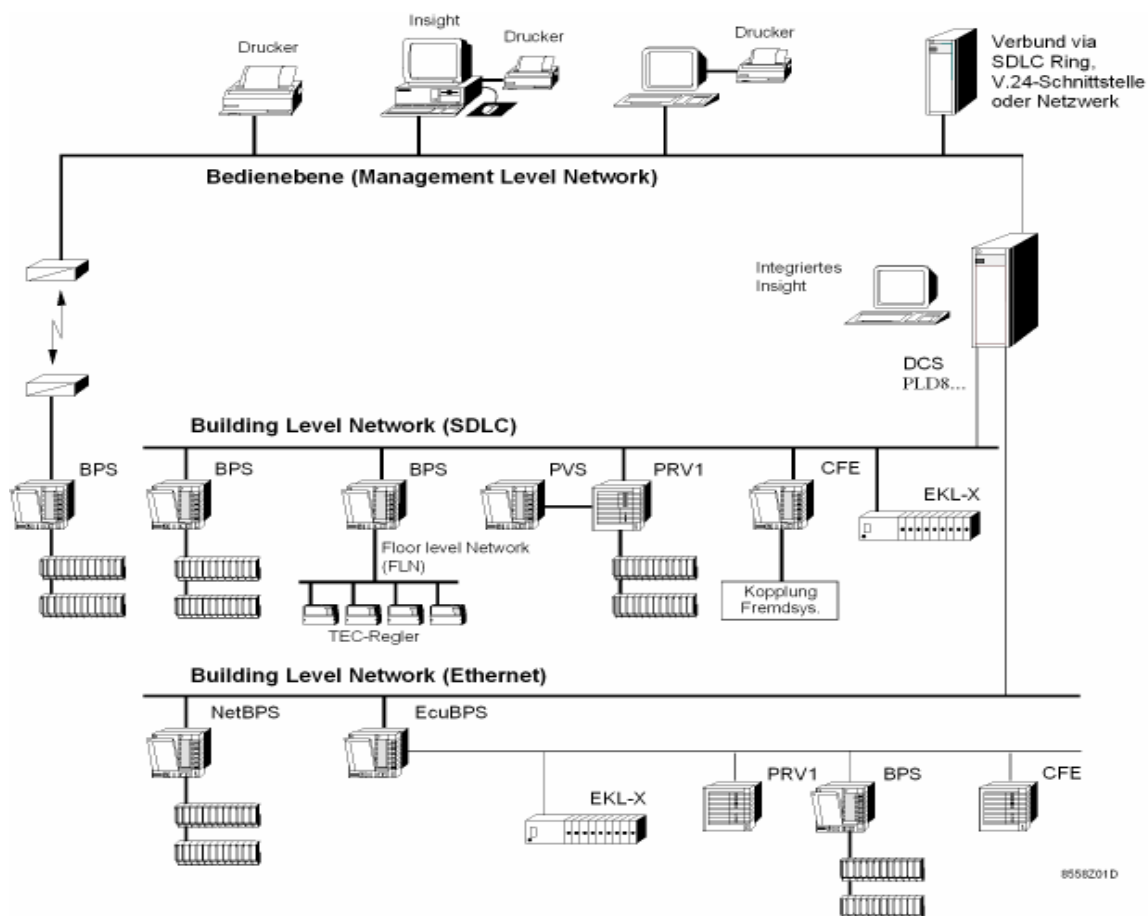 Insight
Drucker
Drucker
Drucker
Verbund via
SDLC Ring,
V.24-Schnittstelle
oder Netzwerk
Bedienebene (Management Level Network)
Integriertes
Insight
DCS
PLD8...
Building Level Network (SDLC)
BPS
BPS
BPS
PVS
PRV1
CFE
EKL-X
Floor level Network
(FLN)
Kopplung
Fremdsys.
TEC-Regler
Building Level Network (Ethernet)
NetBPS
EcuBPS
EKL-X
PRV1
BPS
CFE
8558Z01D